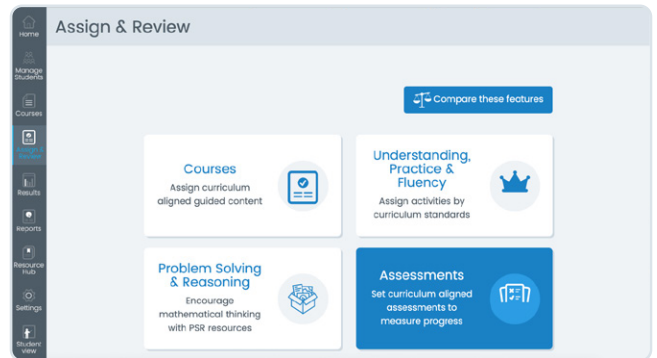 Home
Manage
Students
Courses
Assign &
Review
Results
Reports
Resource
Hub
Settings
Student
view
Assign & Review
Compare these features
Courses
Assign curriculum
aligned guided content
Understanding,
Practice &
Fluency
Assign activities by
curriculum standards
Problem Solving
& Reasoning
Encourage
mathematical thinking
with PSR resources
Assessments
Set curriculum aligned
assessments to
measure progress